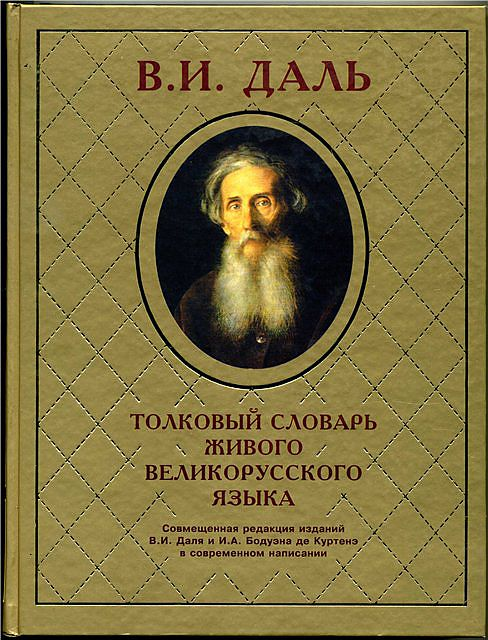 В.И. ДАЛЬ
ТОЛКОВЫЙ СЛОВАРЬ
ЖИВОГО
ВЕЛИКОРУССКОГО
ЯЗЫКА
Совмещенная редакция изданий
В.И. Даля и И.А. Бодуэна де Куртенэ
в современном написании